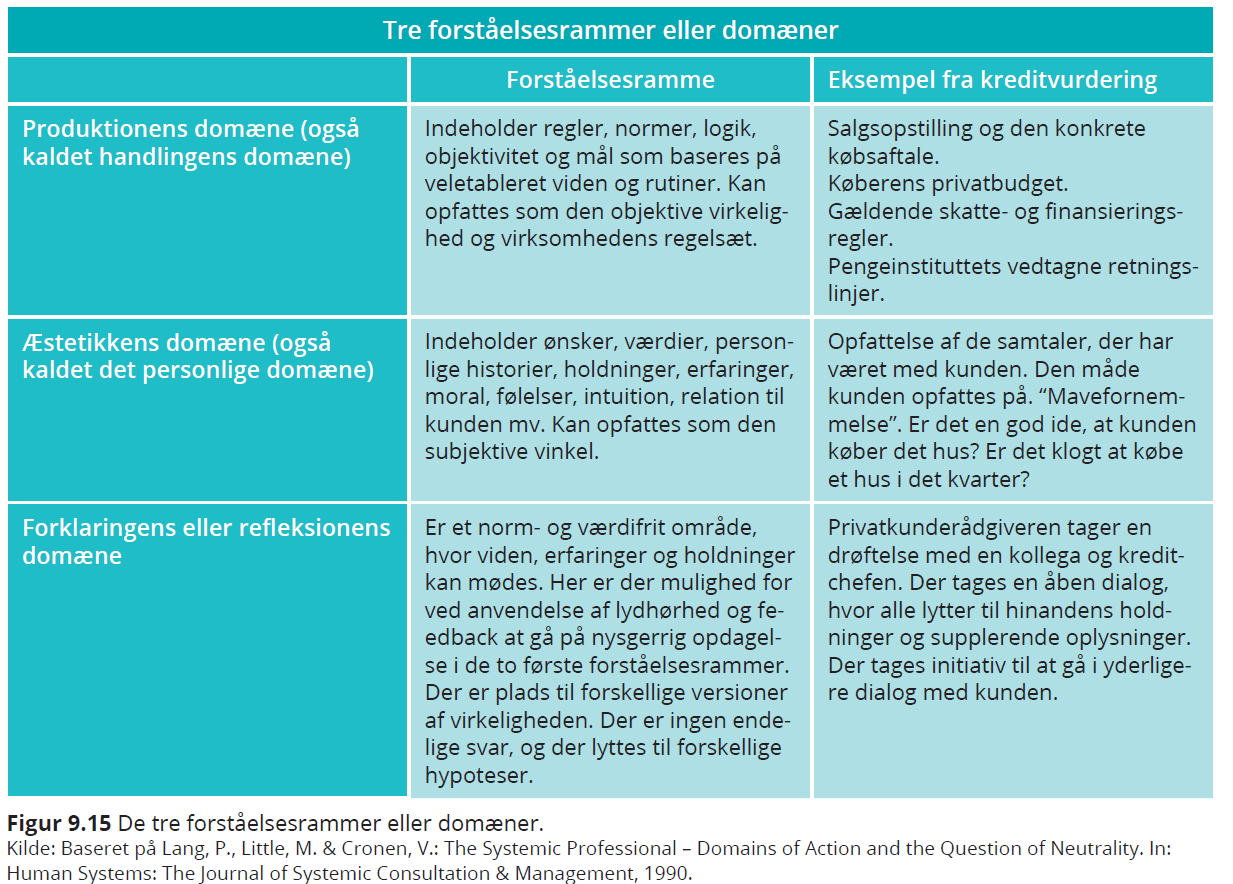 Tre forståelsesrammer eller domæner
Forståelsesramme
Eksempel fra kreditvurdering
Produktionens domæne (også
kaldet handlingens domæne)
Indeholder regler, normer, logik,
objektivitet og mål som baseres på
veletableret viden og rutiner. Kan
opfattes som den objektive virkelig-
hed og virksomhedens regelsæt.
Salgsopstilling og den konkrete
købsaftale.
Køberens privatbudget.
Gældende skatte- og finansierings-
regler.
Pengeinstituttets vedtagne retnings-
linjer.
Æstetikkens domæne (også
kaldet det personlige domæne)
Indeholder ønsker, værdier, person-
lige historier, holdninger, erfaringer,
moral, følelser, intuition, relation til
kunden mv. Kan opfattes som den
subjektive vinkel.
Opfattelse af de samtaler, der har
været med kunden. Den måde
kunden opfattes på. “Mavefornem-
melse”. Er det en god ide, at kunden
køber det hus? Er det klogt at købe
et hus i det kvarter?
Forklaringens eller refleksionens
domæne
Er et norm- og værdifrit område,
hvor viden, erfaringer og holdninger
kan mødes. Her er der mulighed for
ved anvendelse af lydhørhed og fe-
edback at gå på nysgerrig opdagel-
se i de to første forståelsesrammer.
Der er plads til forskellige versioner
af virkeligheden. Der er ingen ende-
lige svar, og der lyttes til forskellige
hypoteser.
Privatkunderådgiveren tager en
drøftelse med en kollega og kredit-
chefen. Der tages en åben dialog,
hvor alle lytter til hinandens hold-
ninger og supplerende oplysninger.
Der tages initiativ til at gå i yderlige-
re dialog med kunden.
Figur 9.15 De tre forståelsesrammer eller domæner.
Kilde: Baseret på Lang, P., Little, M. & Cronen, V.: The Systemic Professional – Domains of Action and the Question of Neutrality. In:
Human Systems: The Journal of Systemic Consultation & Management, 1990.